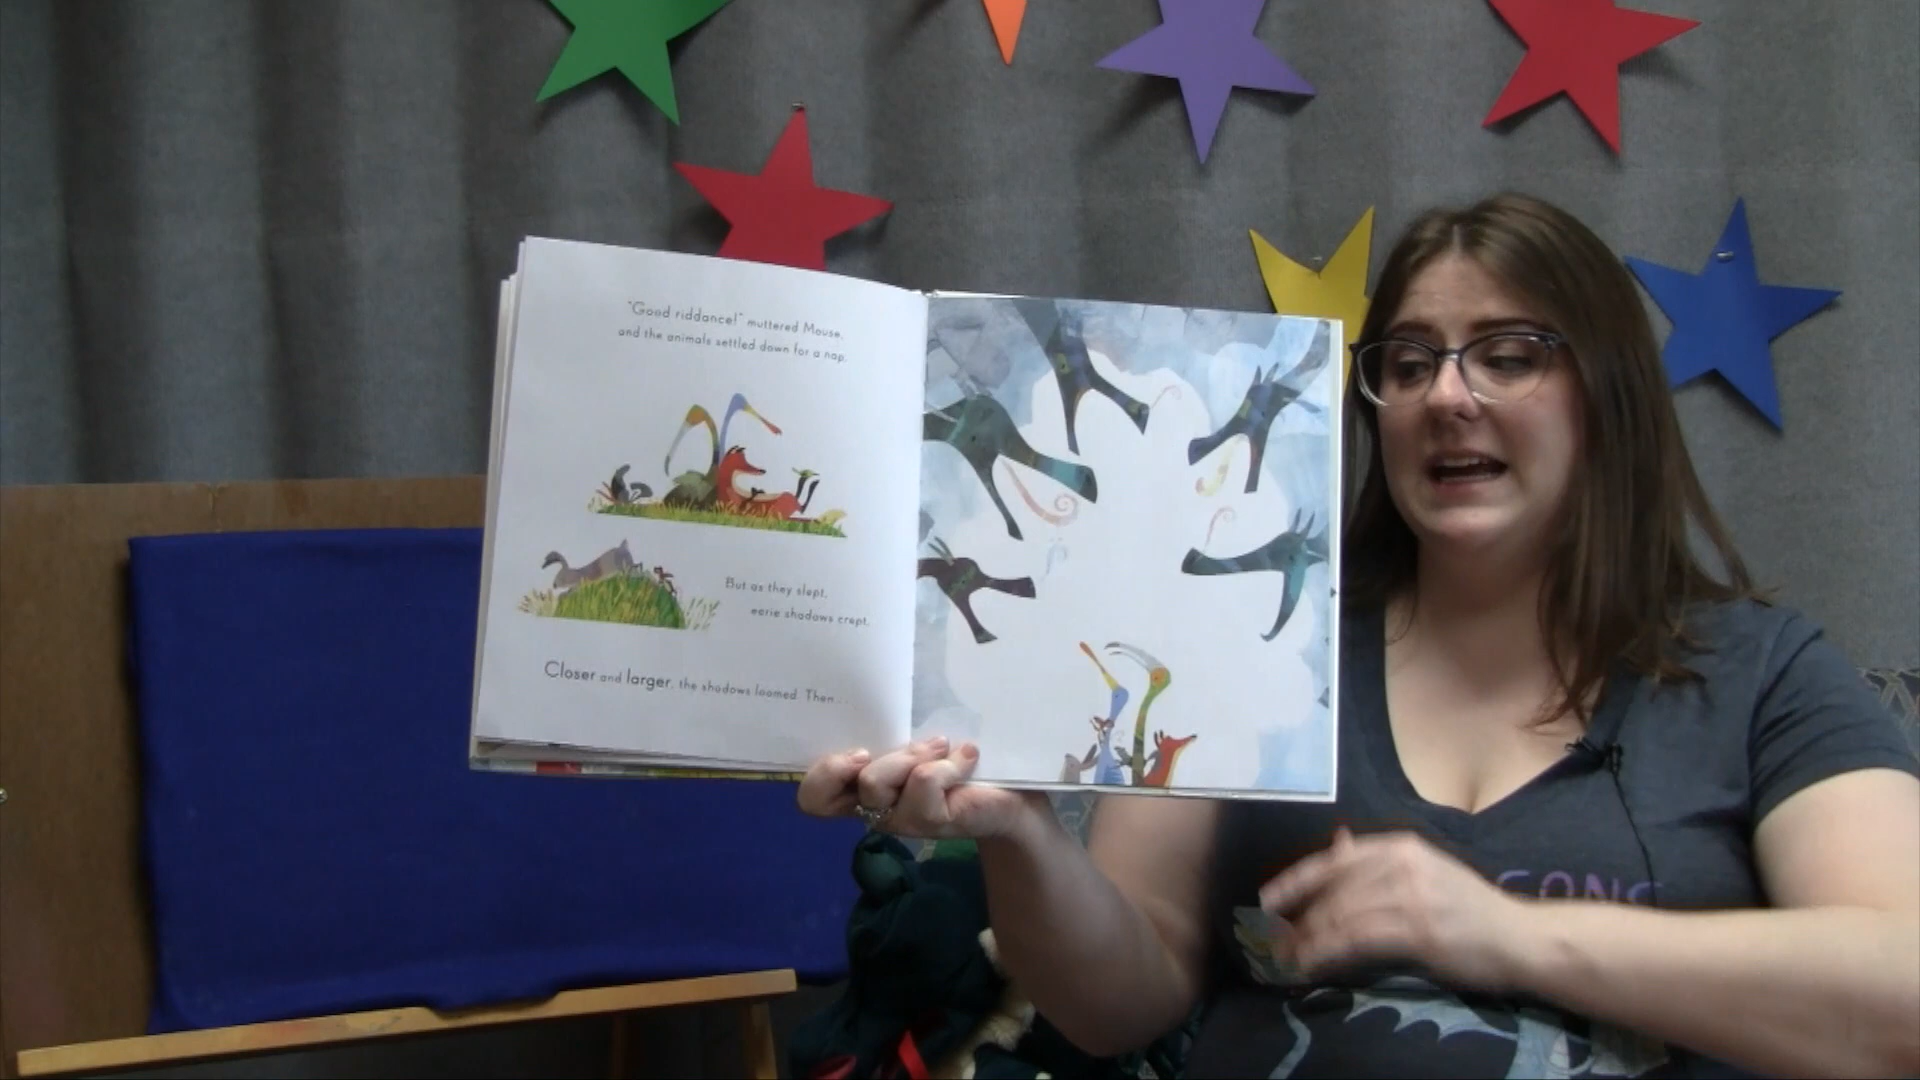 "Good riddance!" muttered Mouse,
and the animals settled down for a nap.
But as they slept,
eerie shadows crept.
Closer and larger, the shadows loomed. Then . . .